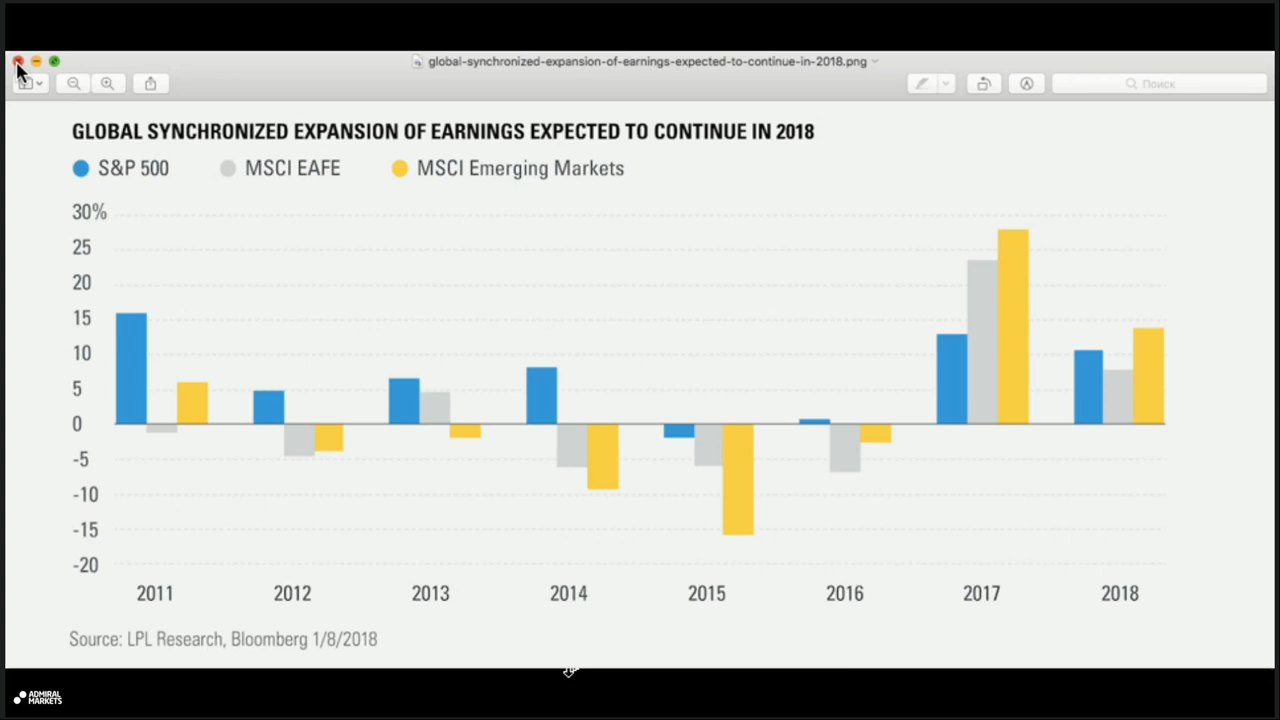 global-synchronized-expansion-of-earnings-expected-to-continue-in-2018.png
Поиск
GLOBAL SYNCHRONIZED EXPANSION OF EARNINGS EXPECTED TO CONTINUE IN 2018
S&P 500 MSCI EAFE MSCI Emerging Markets
30%
25
20
15
10
5
0
-5
-10
-15
-20
2011 2012 2013 2014 2015 2016 2017 2018
Source: LPL Research, Bloomberg 1/8/2018
ADMIRAL
MARKETS